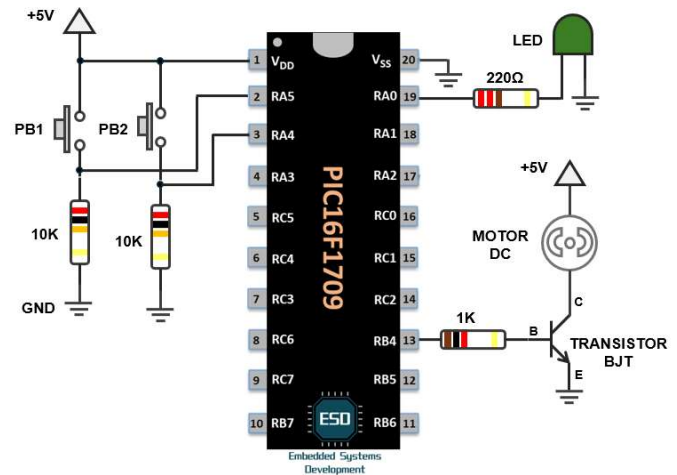 +5V
LED
1 VDD VSS 20
220Ω
2 RA5 RA0 19
PB1
PB2
3 RA4 RA1 18
4 RA3 RA2 17
+5V
10K
10K
5 RC5 RC0 16
MOTOR
DC
6 RC4 RC1 15
GND
7 RC3 RC2 14
C
1K
8 RC6 RB4 13
B
TRANSISTOR
BJT
E
9 RC7 RB5 12
10 RB7 RB6 11
PIC16F1709
ESD
Embedded Systems
Development